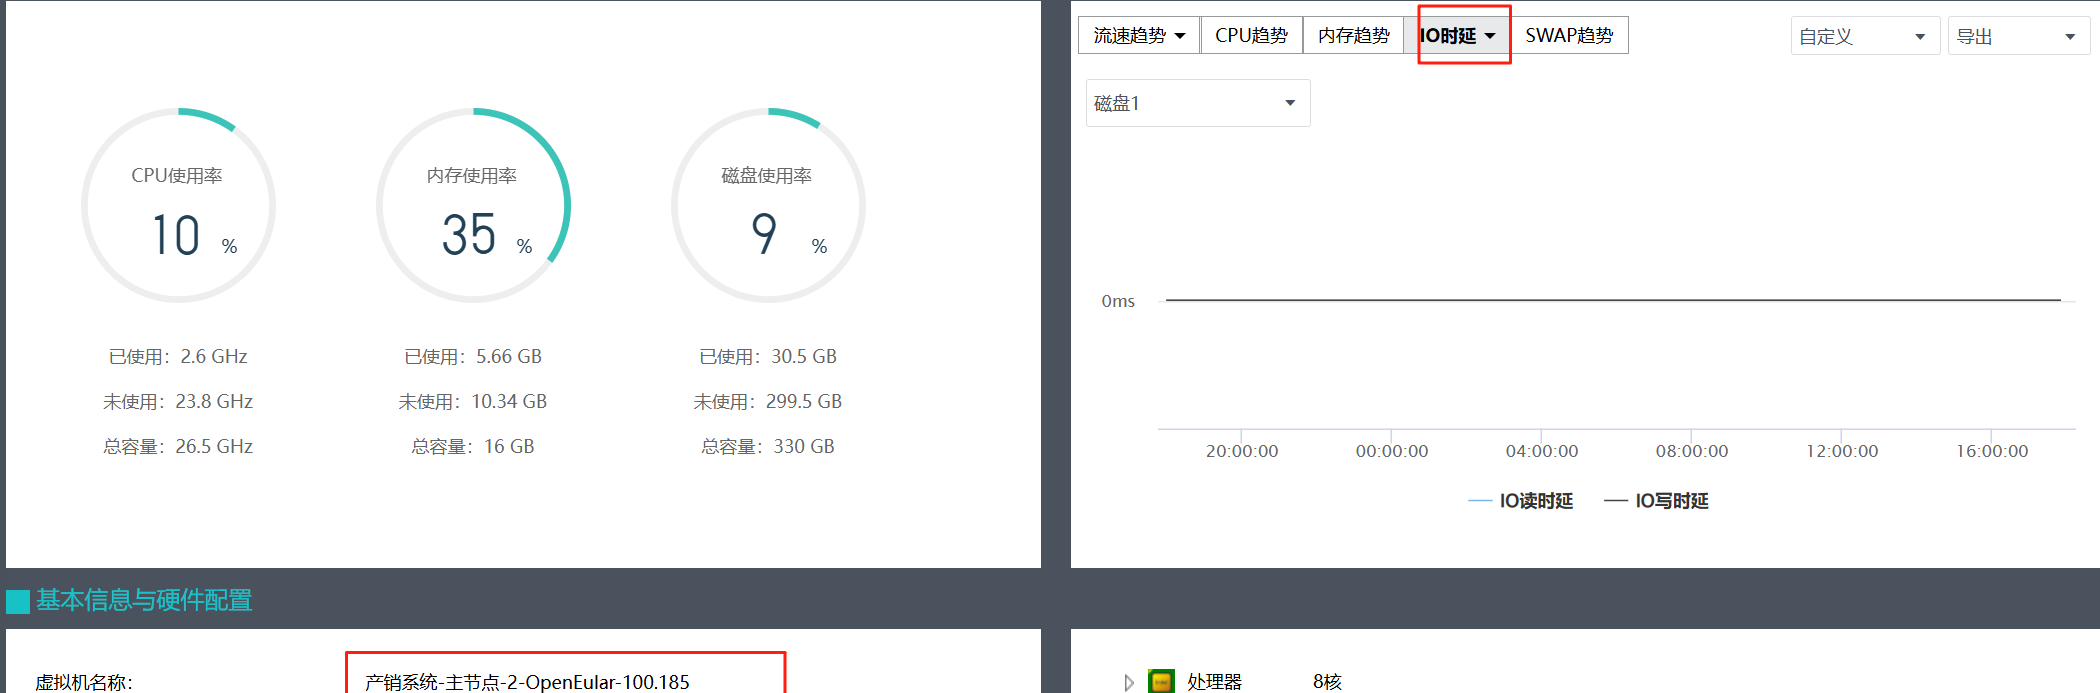 流速趋势 CPU趋势 内存趋势 IO时延 SWAP趋势 自定义 导出
磁盘1
CPU使用率
10 %
已使用：2.6 GHz
未使用：23.8 GHz
总容量：26.5 GHz
内存使用率
35 %
已使用：5.66 GB
未使用：10.34 GB
总容量：16 GB
磁盘使用率
9 %
已使用：30.5 GB
未使用：299.5 GB
总容量：330 GB
0ms
20:00:00 00:00:00 04:00:00 08:00:00 12:00:00 16:00:00
IO读时延 IO写时延
基本信息与硬件配置
虚拟机名称: 产销系统-主节点-2-OpenEular-100.185
处理器 8核